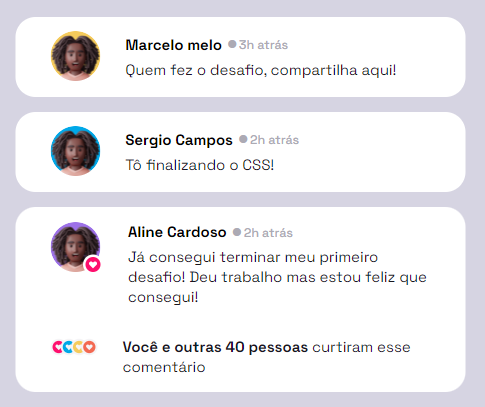 Marcelo melo 3h atrás
Quem fez o desafio, compartilha aqui!
Sergio Campos 2h atrás
Tô finalizando o CSS!
Aline Cardoso 2h atrás
Já consegui terminar meu primeiro
desafio! Deu trabalho mas estou feliz que
consegui!
Você e outras 40 pessoas curtiram esse
comentário